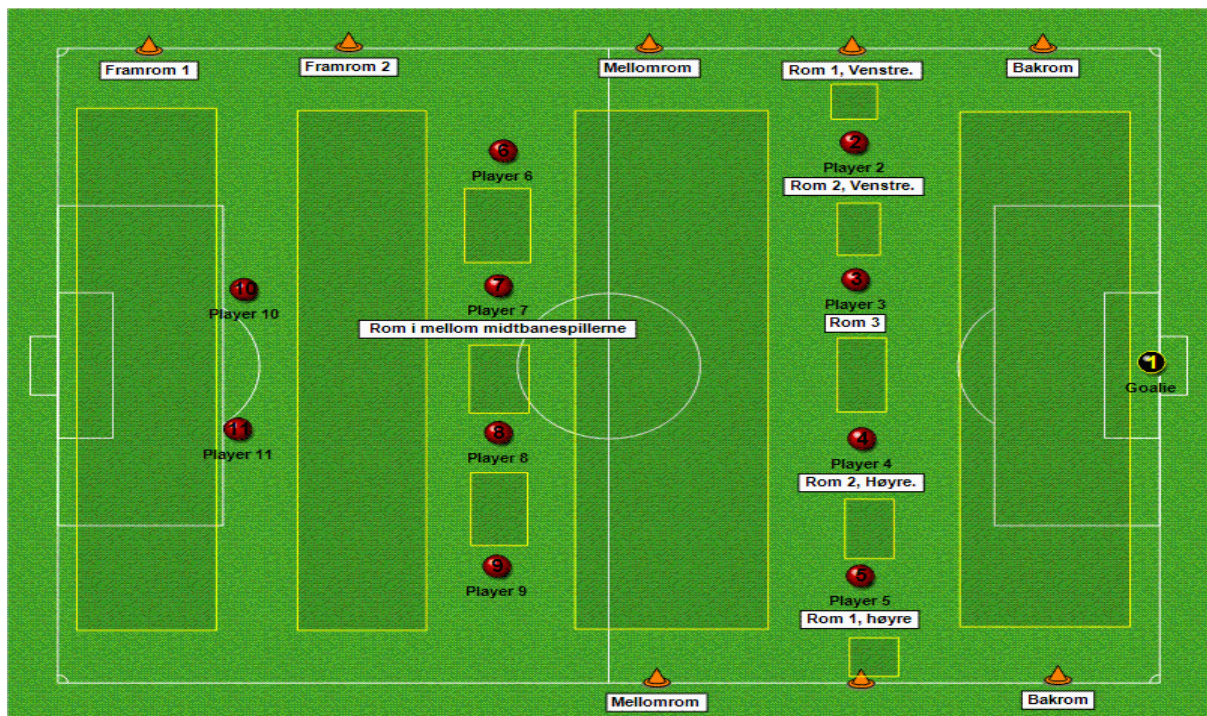 Framrom 1
Framrom 2
Mellomrom
Rom 1, Venstre.
Bakrom
6
Player 6
2
Player 2
Rom 2, Venstre.
10
Player 10
7
Player 7
3
Player 3
Rom i mellom midtbanespillerne
Rom 3
1
Goalie
11
Player 11
8
Player 8
4
Player 4
Rom 2, Høyre.
9
Player 9
5
Player 5
Rom 1, høyre
Mellomrom
Bakrom